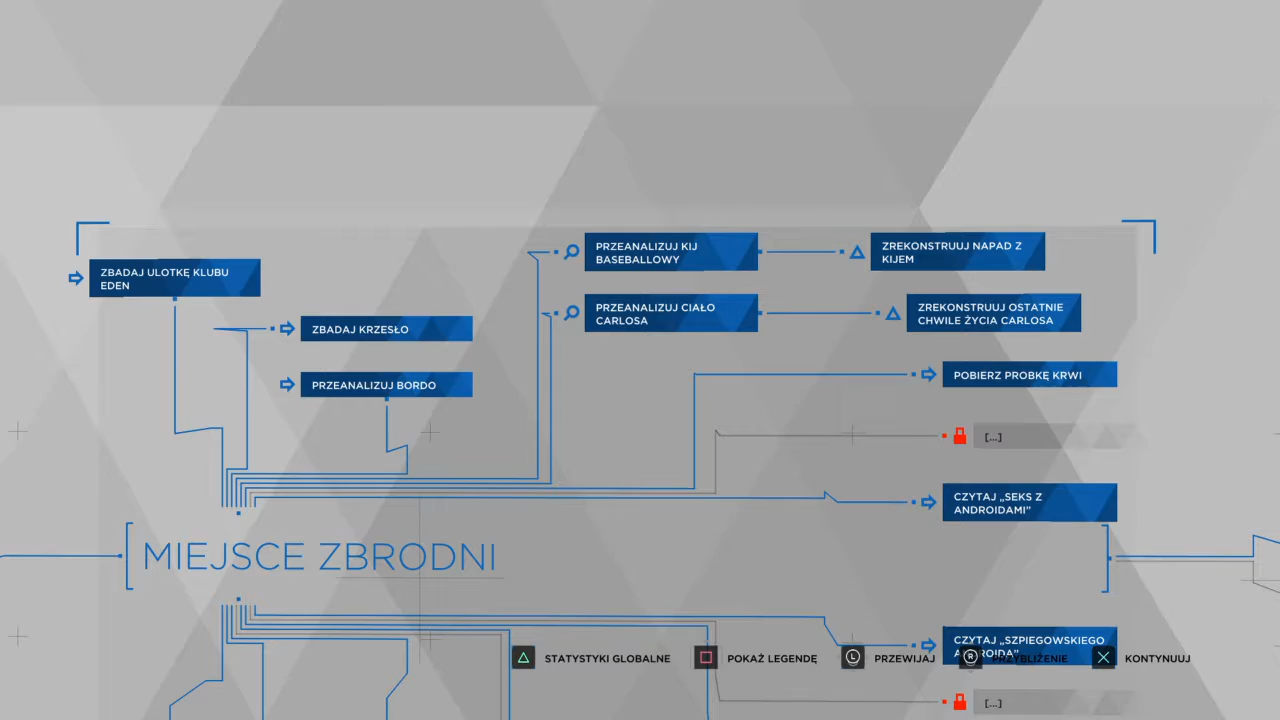 PRZEANALIZUJ KIJ
BASEBALLOWY
ZREKONSTRUUJ NAPAD Z
KIJEM
ZBADAJ ULOTKĘ KLUBU
EDEN
PRZEANALIZUJ CIAŁO
CARLOSA
ZREKONSTRUUJ OSTATNIE
CHWILE ŻYCIA CARLOSA
ZBADAJ KRZESŁO
POBIERZ PROBKĘ KRWI
PRZEANALIZUJ BORDO
[...]
CZYTAJ „SEKS Z
ANDROIDAMI”
MIEJSCE ZBRODNI
CZYTAJ „SZPIEGOWSKIEGO
ANDROIDA”
STATYSTYKI GLOBALNE
POKAŻ LEGENDĘ
L PRZEWIJAJ
R PRZYBLIŻENIE
KONTYNUUJ
[...]